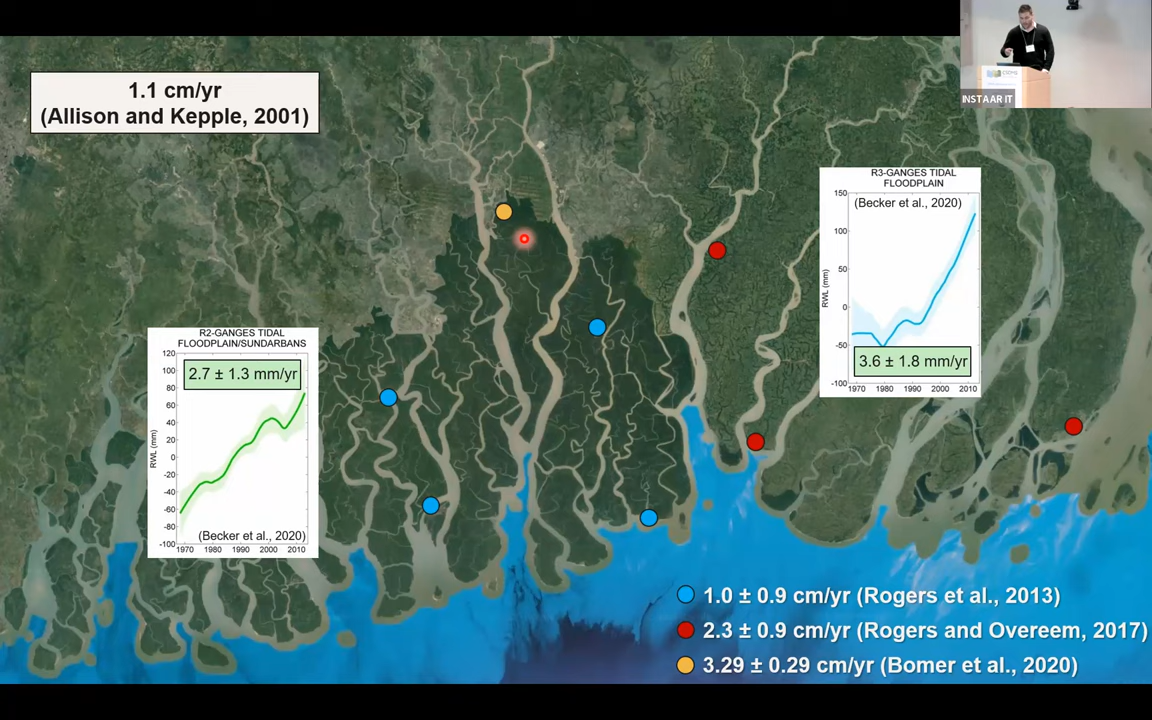 1.1 cm/yr
(Allison and Kepple, 2001)
INSTAAR IT
R3-GANGES TIDAL
FLOODPLAIN
(Becker et al., 2020)
150
100
50
0
-50
-100
RWL (mm)
3.6 ± 1.8 mm/yr
1970 1980 1990 2000 2010
R2-GANGES TIDAL
FLOODPLAIN/SUNDARBANS
2.7 ± 1.3 mm/yr
120
100
80
60
40
20
0
-20
-40
-60
-80
-100
RWL (mm)
(Becker et al., 2020)
1970 1980 1990 2000 2010
1.0 ± 0.9 cm/yr (Rogers et al., 2013)
2.3 ± 0.9 cm/yr (Rogers and Overeem, 2017)
3.29 ± 0.29 cm/yr (Bomer et al., 2020)